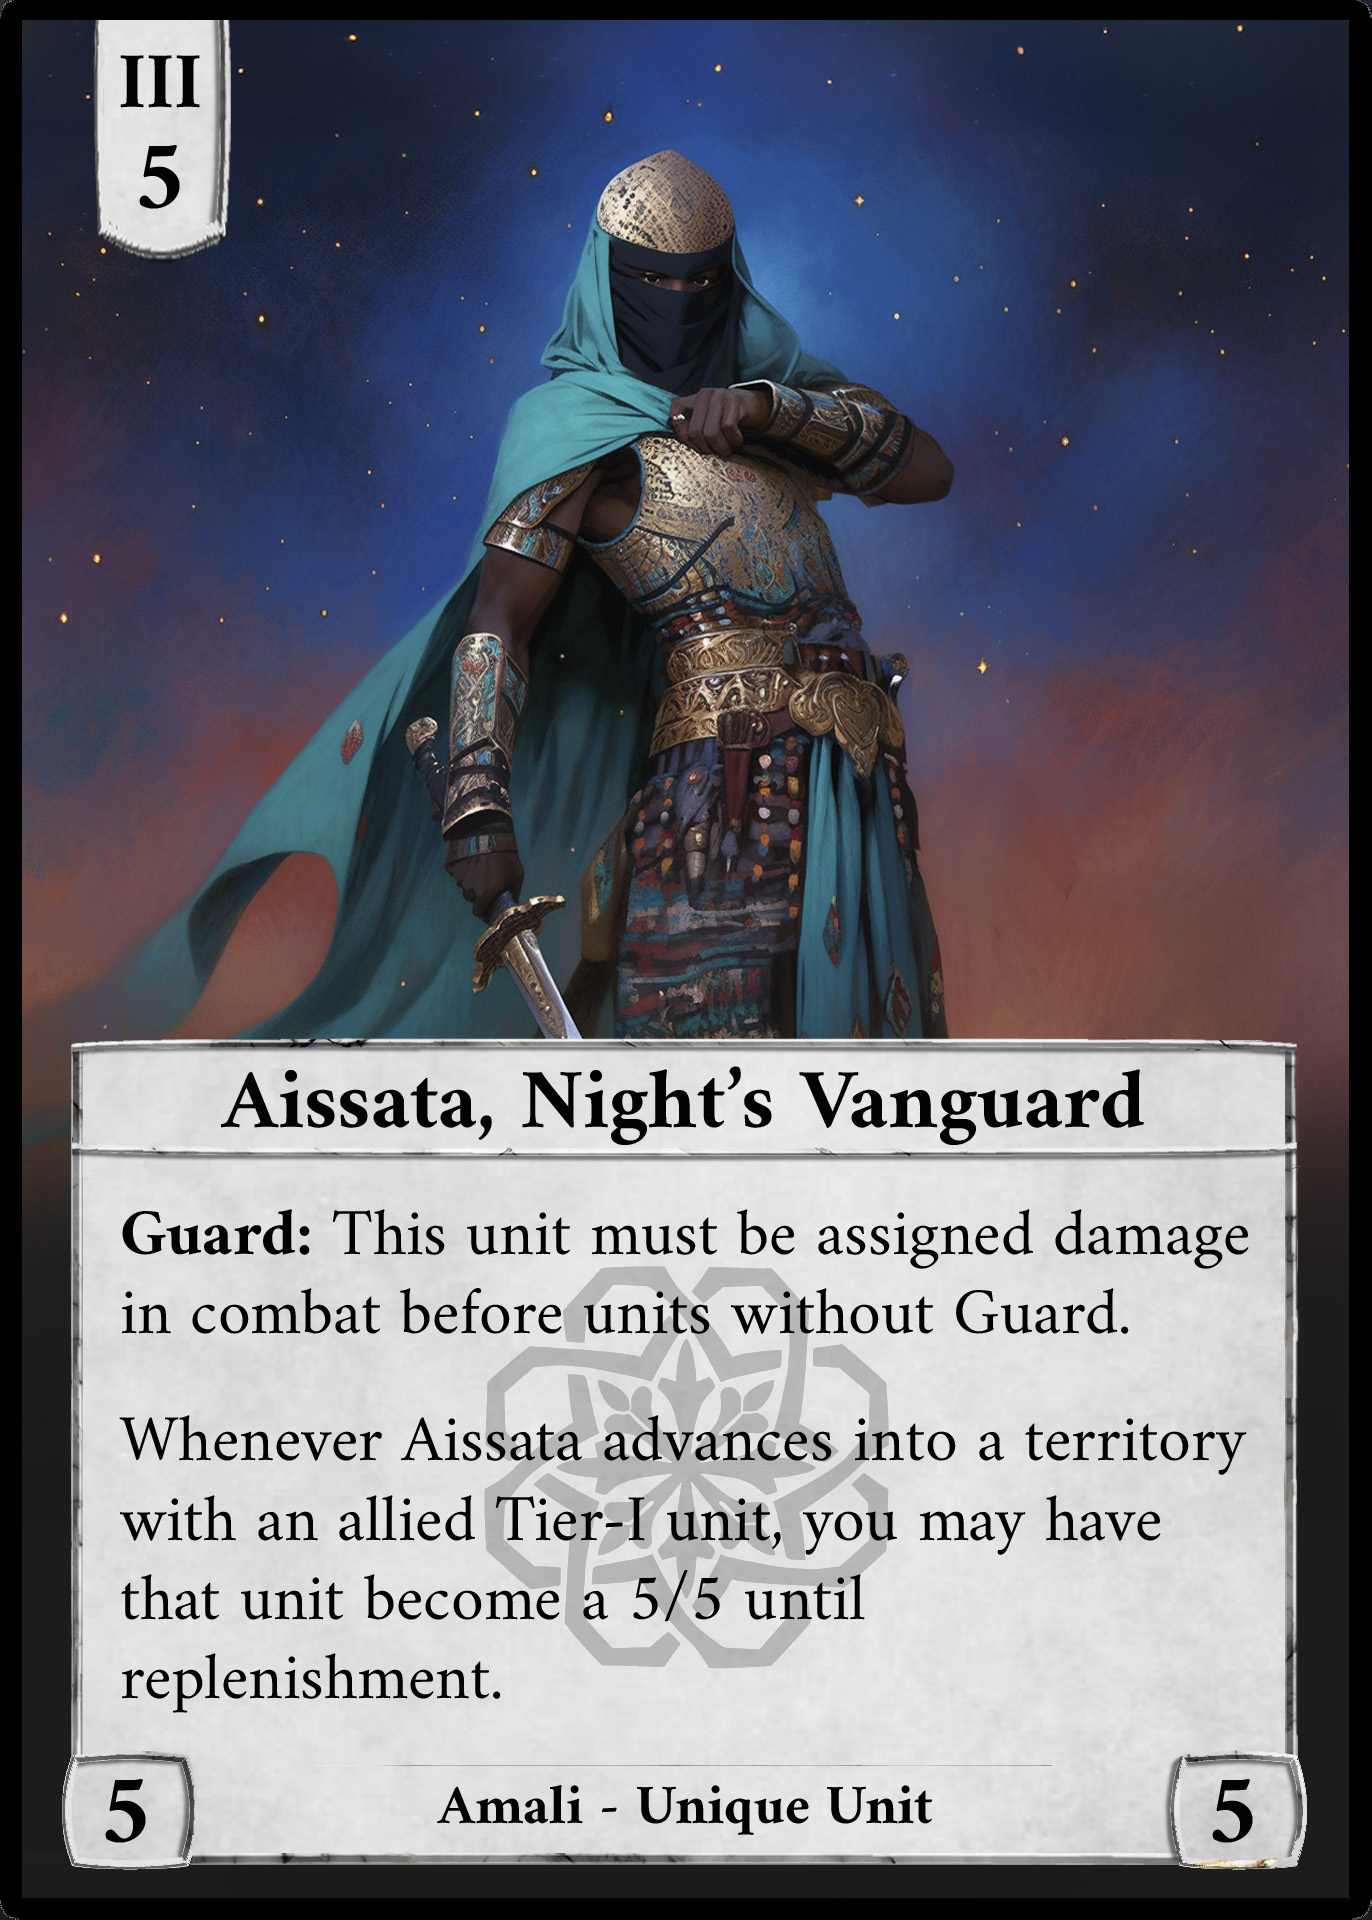 III
5
Aissata, Night’s Vanguard
Guard: This unit must be assigned damage
in combat before units without Guard.
Whenever Aissata advances into a territory
with an allied Tier-I unit, you may have
that unit become a 5/5 until
replenishment.
5
Amali - Unique Unit
5